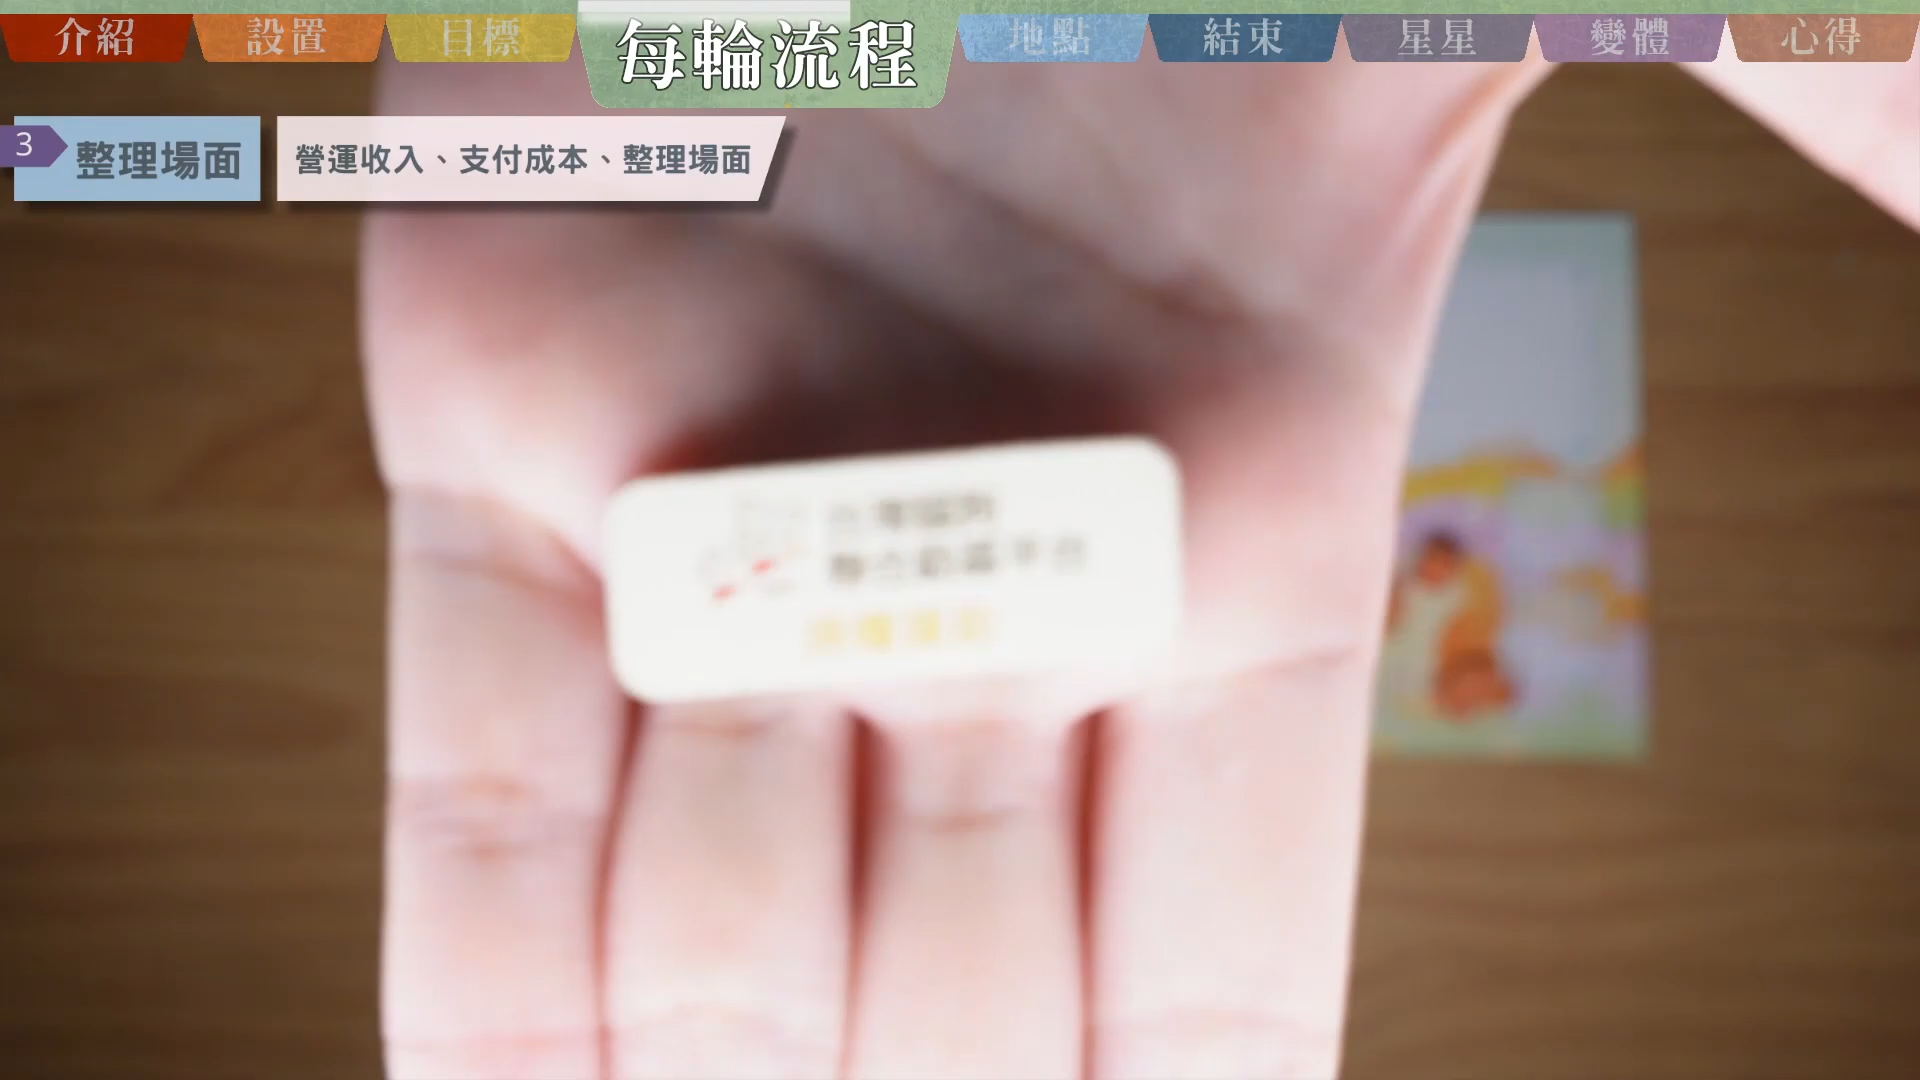 介紹
設置
目標
每輪流程
地點
結束
星星
變體
心得
3
整理場面
營運收入、支付成本、整理場面